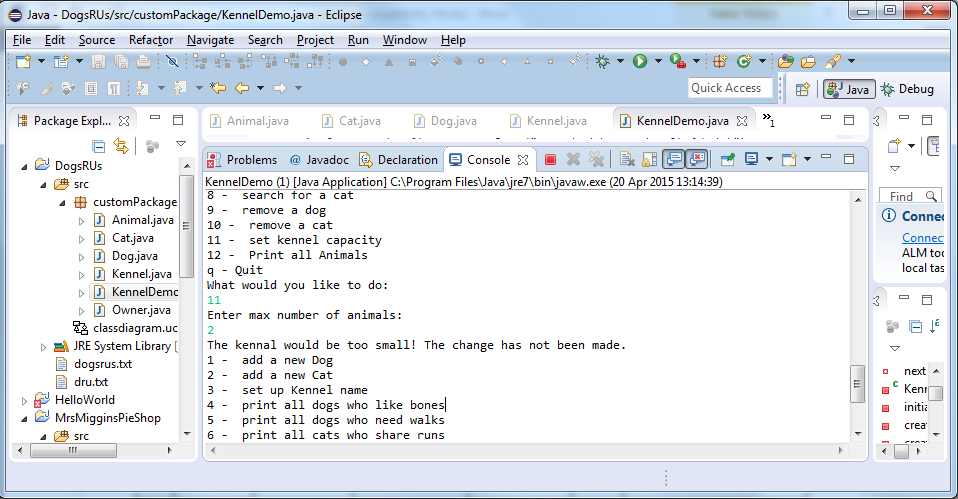 Java - DogsRUs/src/customPackage/KennelDemo.java - Eclipse
File Edit Source Refactor Navigate Search Project Run Window Help
Quick Access
Java
Debug
Package Expl...
Animal.java Cat.java Dog.java Kennel.java KennelDemo.java »1
DogsRUs
src
customPackage
Animal.java
Cat.java
Dog.java
Kennel.java
KennelDemo
Owner.java
classdiagram.uc
JRE System Library [
dogsrus.txt
dru.txt
HelloWorld
MrsMigginsPieShop
src
Problems @ Javadoc Declaration Console
KennelDemo (1) [Java Application] C:\Program Files\Java\jre7\bin\javaw.exe (20 Apr 2015 13:14:39)
8 - search for a cat
9 - remove a dog
10 - remove a cat
11 - set kennel capacity
12 - Print all Animals
q - Quit
What would you like to do:
11
Enter max number of animals:
2
The kennal would be too small! The change has not been made.
1 - add a new Dog
2 - add a new Cat
3 - set up Kennel name
4 - print all dogs who like bones
5 - print all dogs who need walks
6 - print all cats who share runs
Find
Connec
Connect
ALM too
local tas
next
Kenn
initia
creat